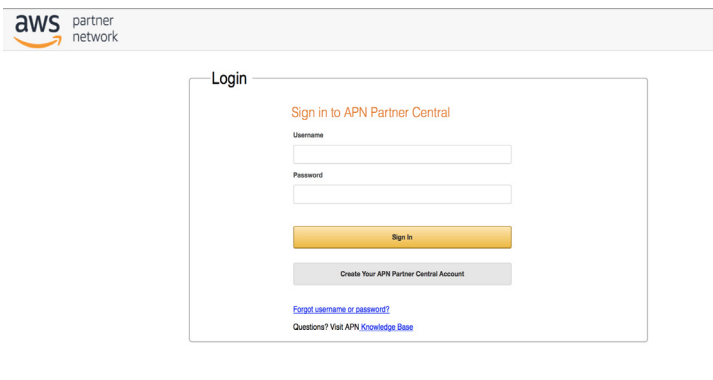 aws partner
network
Login
Sign in to APN Partner Central
Username
Password
Sign In
Create Your APN Partner Central Account
Forgot username or password?
Questions? Visit APN Knowledge Base